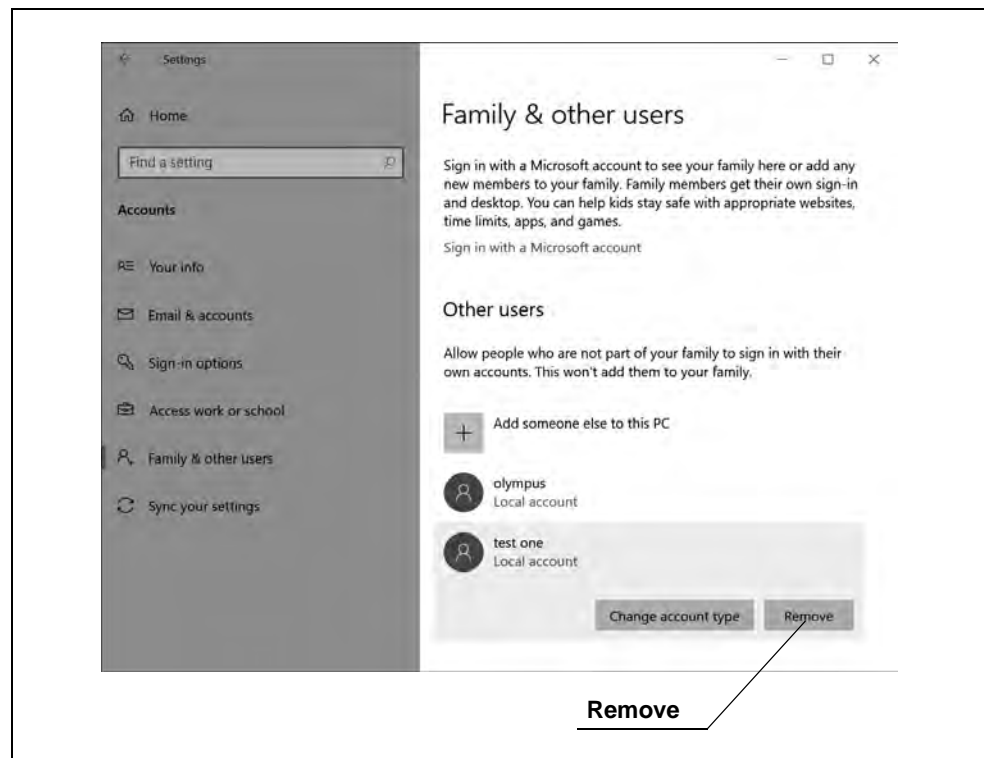 Settings
Home
Find a setting
Accounts
Your info
Email & accounts
Sign-in options
Access work or school
Family & other users
Sync your settings
Family & other users
Sign in with a Microsoft account to see your family here or add any
new members to your family. Family members get their own sign-in
and desktop. You can help kids stay safe with appropriate websites,
time limits, apps, and games.
Sign in with a Microsoft account
Other users
Allow people who are not part of your family to sign in with their
own accounts. This won't add them to your family.
Add someone else to this PC
olympus
Local account
test one
Local account
Change account type
Remove
Remove